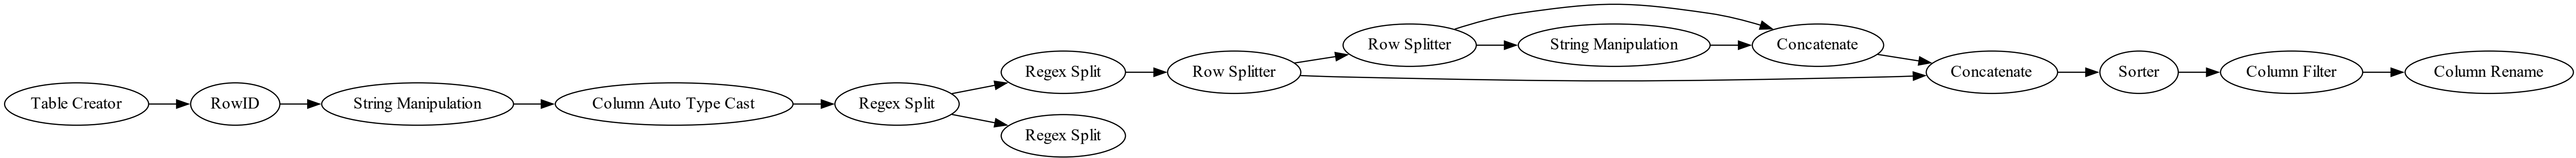 Table Creator
RowID
String Manipulation
Column Auto Type Cast
Regex Split
Regex Split
Regex Split
Row Splitter
Row Splitter
String Manipulation
Concatenate
Concatenate
Sorter
Column Filter
Column Rename